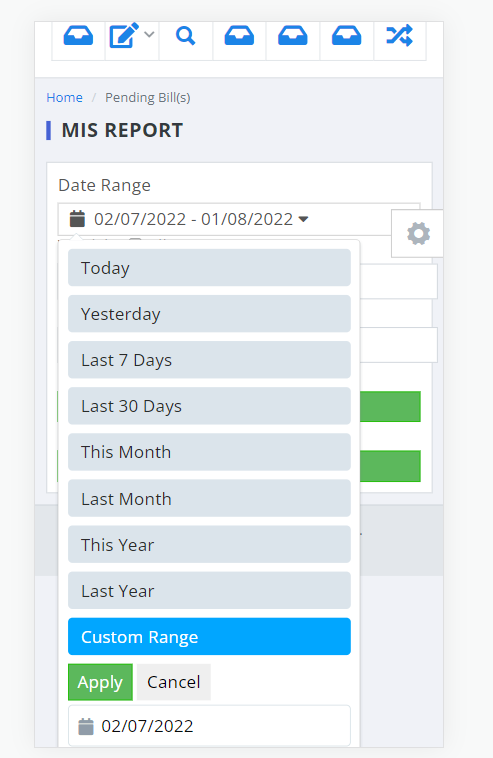 Home / Pending Bill(s)
MIS REPORT
Date Range
02/07/2022 - 01/08/2022
Today
Yesterday
Last 7 Days
Last 30 Days
This Month
Last Month
This Year
Last Year
Custom Range
Apply Cancel
02/07/2022